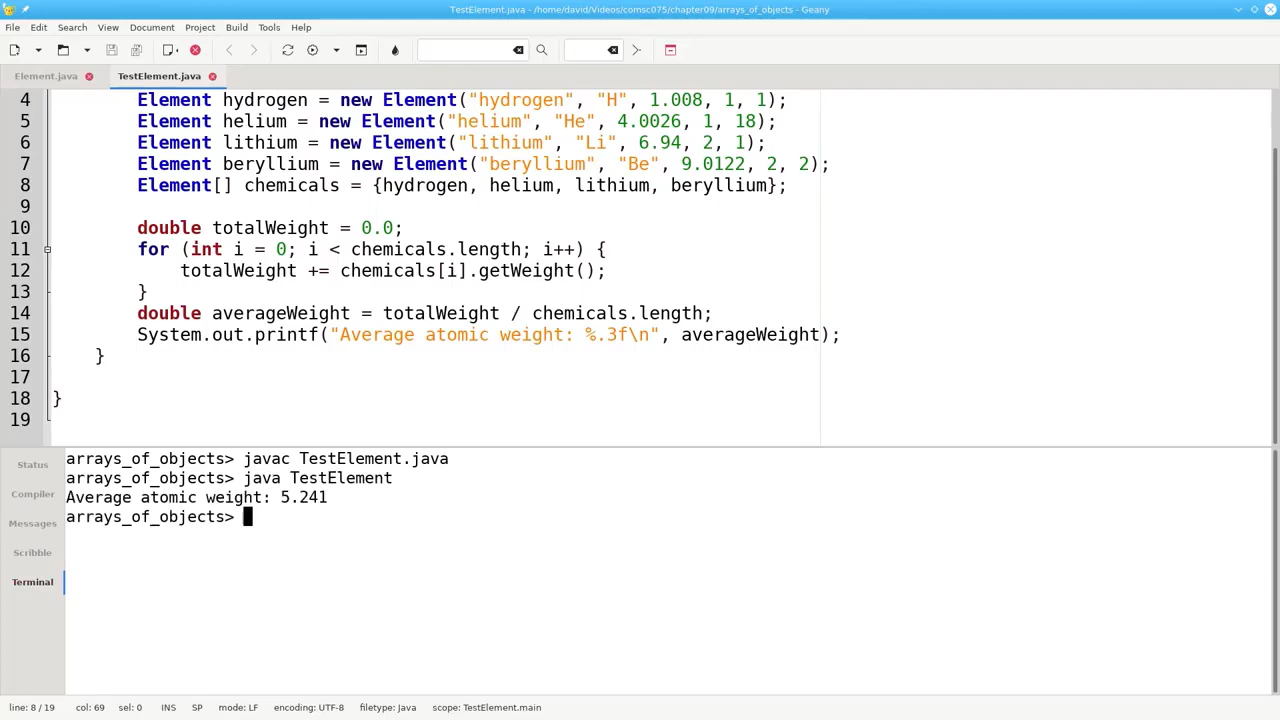 TestElement.java - /home/david/Videos/comsc075/chapter09/arrays_of_objects - Geany
File Edit Search View Document Project Build Tools Help
Element.java TestElement.java
4 Element hydrogen = new Element("hydrogen", "H", 1.008, 1, 1);
5 Element helium = new Element("helium", "He", 4.0026, 1, 18);
6 Element lithium = new Element("lithium", "Li", 6.94, 2, 1);
7 Element beryllium = new Element("beryllium", "Be", 9.0122, 2, 2);
8 Element[] chemicals = {hydrogen, helium, lithium, beryllium};
9
10 double totalWeight = 0.0;
11 for (int i = 0; i < chemicals.length; i++) {
12 totalWeight += chemicals[i].getWeight();
13 }
14 double averageWeight = totalWeight / chemicals.length;
15 System.out.printf("Average atomic weight: %.3f\n", averageWeight);
16 }
17
18 }
19
Status
Compiler
Messages
Scribble
Terminal
arrays_of_objects> javac TestElement.java
arrays_of_objects> java TestElement
Average atomic weight: 5.241
arrays_of_objects>
line: 8 / 19 col: 69 sel: 0 INS SP mode: LF encoding: UTF-8 filetype: Java scope: TestElement.main